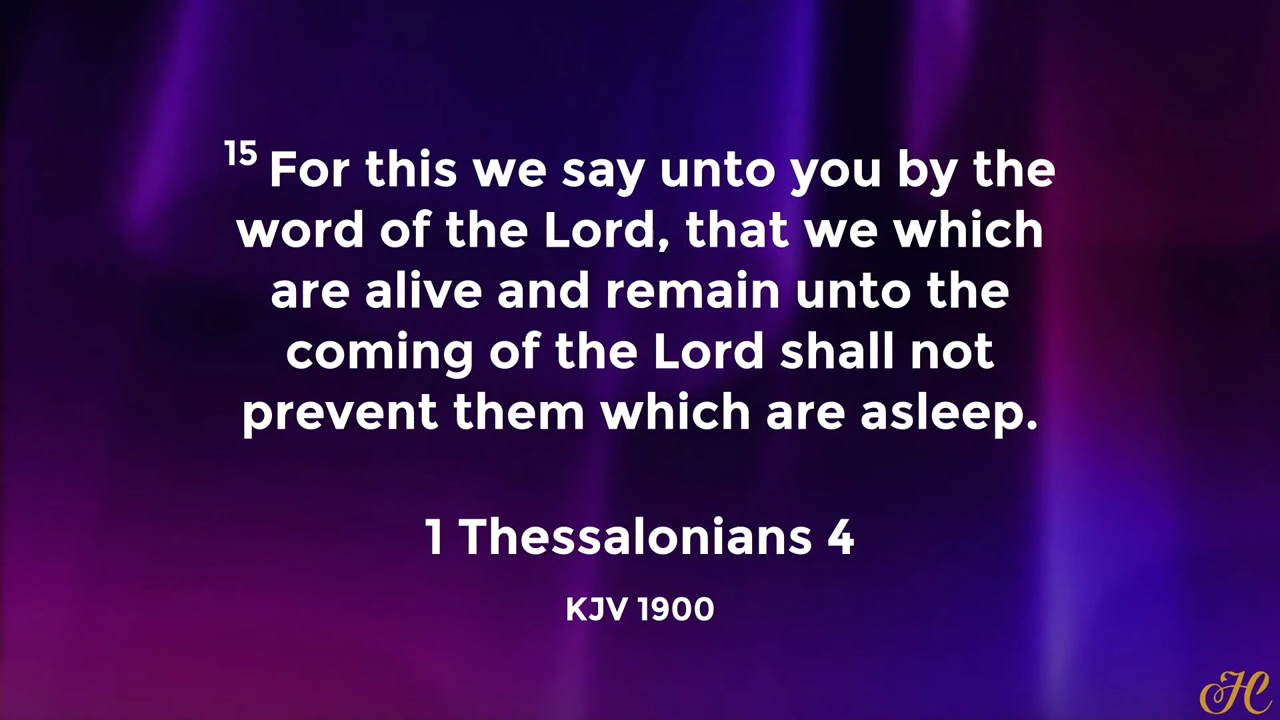 15 For this we say unto you by the
word of the Lord, that we which
are alive and remain unto the
coming of the Lord shall not
prevent them which are asleep.
1 Thessalonians 4
KJV 1900
HC